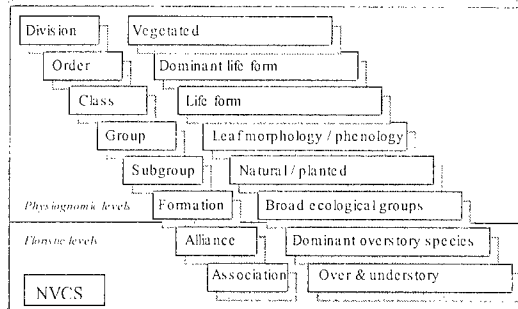 Division Vegetated
Order Dominant life form
Class Life form
Group Leaf morphology / phenology
Subgroup Natural / planted
Physiognomic levels Formation Broad ecological groups
Floristic levels Alliance Dominant overstory species
Association Over & understory
NVCS